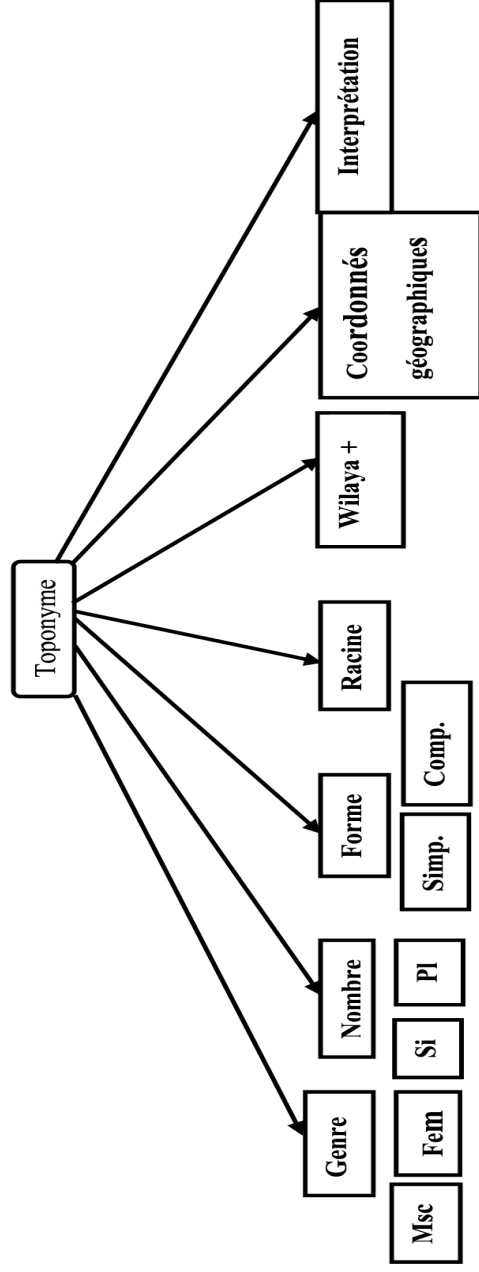 Toponyme
Genre
Nombre
Forme
Racine
Wilaya +
Coordonnés
géographiques
Interprétation
Msc
Fem
Si
Pl
Simp.
Comp.